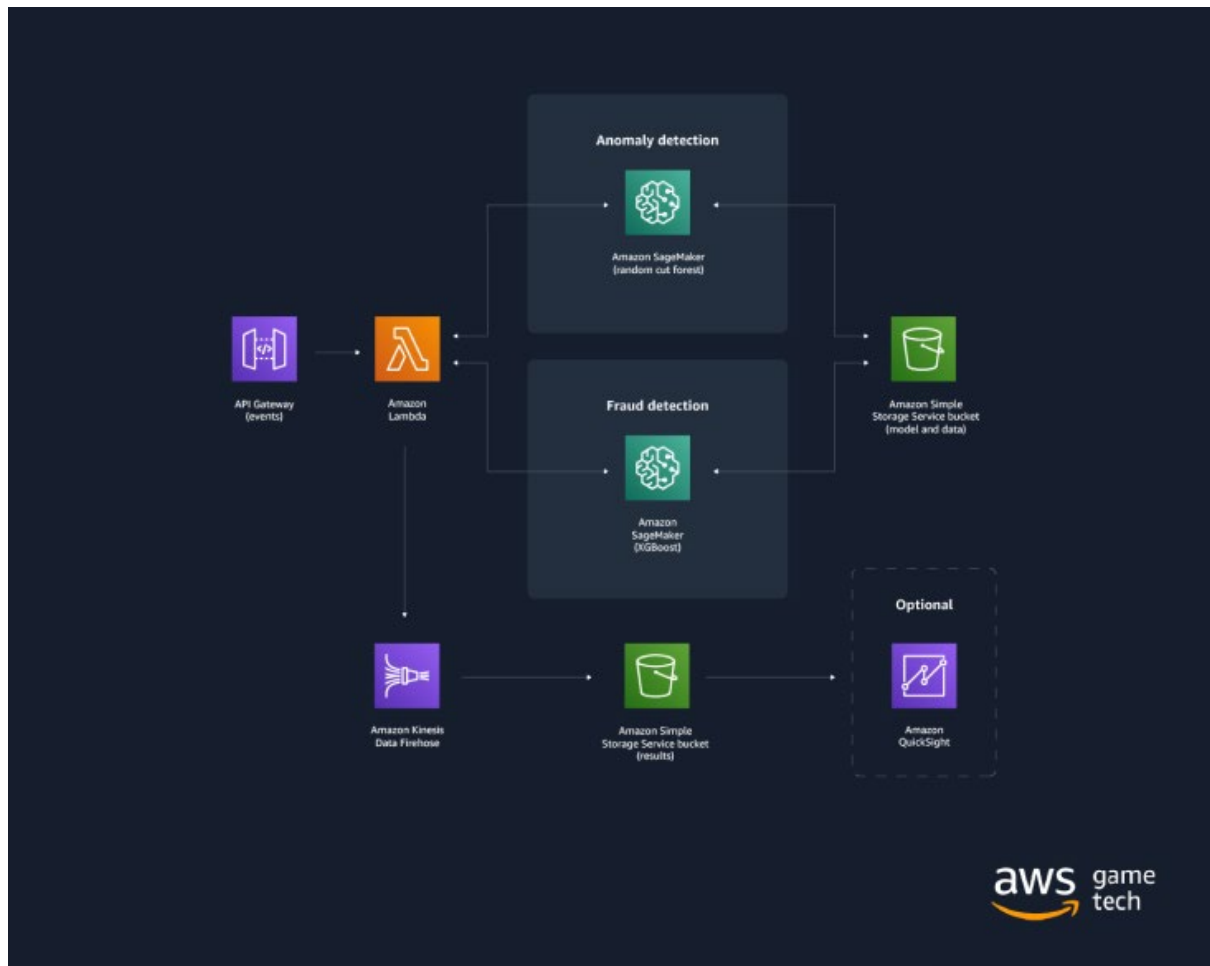 Anomaly detection
Amazon SageMaker
(random cut forest)
API Gateway
(events)
Amazon
Lambda
Fraud detection
Amazon
SageMaker
(XGBoost)
Amazon Simple
Storage Service bucket
(model and data)
Amazon Kinesis
Data Firehose
Amazon Simple
Storage Service bucket
(results)
Optional
Amazon
QuickSight
aws game
tech